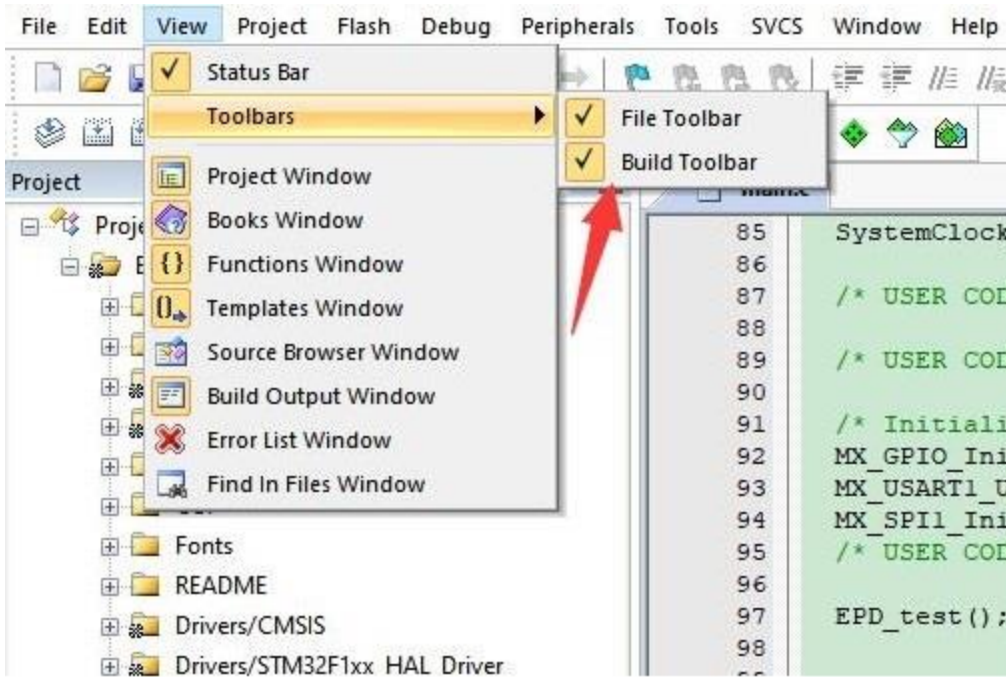 File Edit View Project Flash Debug Peripherals Tools SVCS Window Help
Status Bar
Toolbars
File Toolbar
Build Toolbar
Project Window
Books Window
Functions Window
Templates Window
Source Browser Window
Build Output Window
Error List Window
Find In Files Window
Project
Proje
Fonts
README
Drivers/CMSIS
Drivers/STM32F1xx_HAL_Driver
main.c
85 SystemClock
86
87 /* USER COD
88
89 /* USER COD
90
91 /* Initiali
92 MX_GPIO_Ini
93 MX_USART1_U
94 MX_SPI1_Ini
95 /* USER COD
96
97 EPD_test();
98